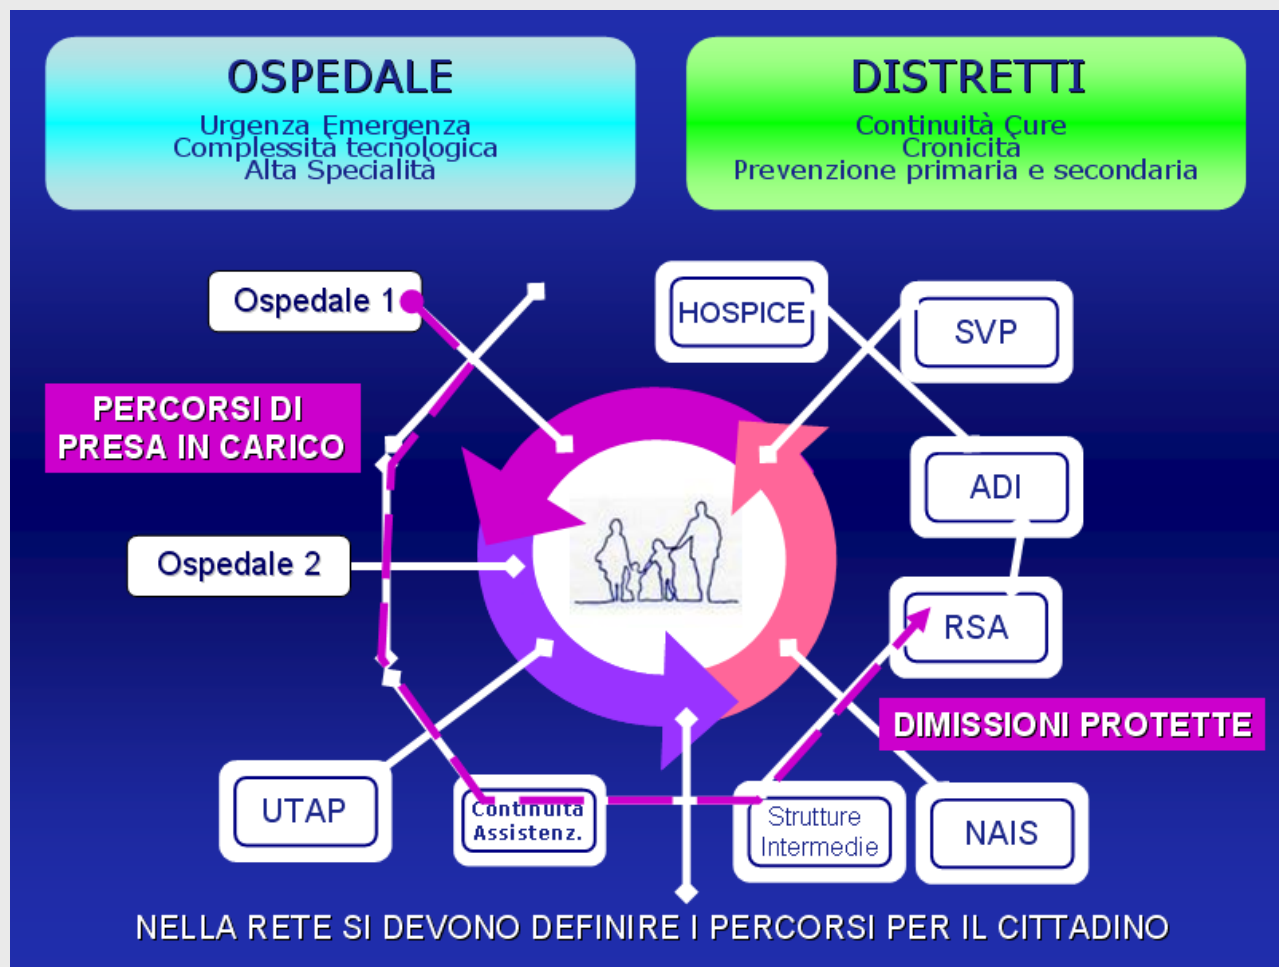 OSPEDALE
Urgenza Emergenza
Complessità tecnologica
Alta Specialità
DISTRETTI
Continuità Cure
Cronicità
Prevenzione primaria e secondaria
Ospedale 1
HOSPICE
SVP
PERCORSI DI
PRESA IN CARICO
ADI
Ospedale 2
RSA
DIMISSIONI PROTETTE
UTAP
Continuità
Assistenz.
Strutture
Intermedie
NAIS
NELLA RETE SI DEVONO DEFINIRE I PERCORSI PER IL CITTADINO